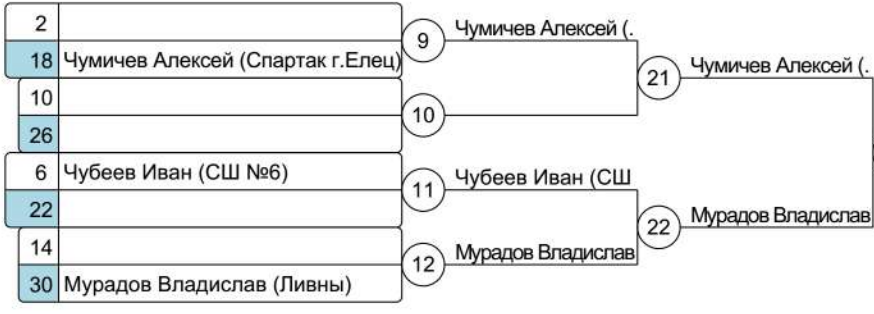 2
18 Чумичев Алексей (Спартак г.Елец)
9
Чумичев Алексей (.
10
26
10
21
Чумичев Алексей (.
6 Чубеев Иван (СШ №6)
22
11
Чубеев Иван (СШ
14
30 Мурадов Владислав (Ливны)
12
Мурадов Владислав
22
Мурадов Владислав